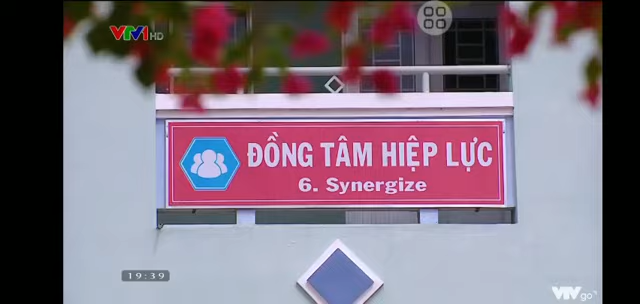 VTV1 HD
ĐỒNG TÂM HIỆP LỰC
6. Synergize
19:39
VTVgo